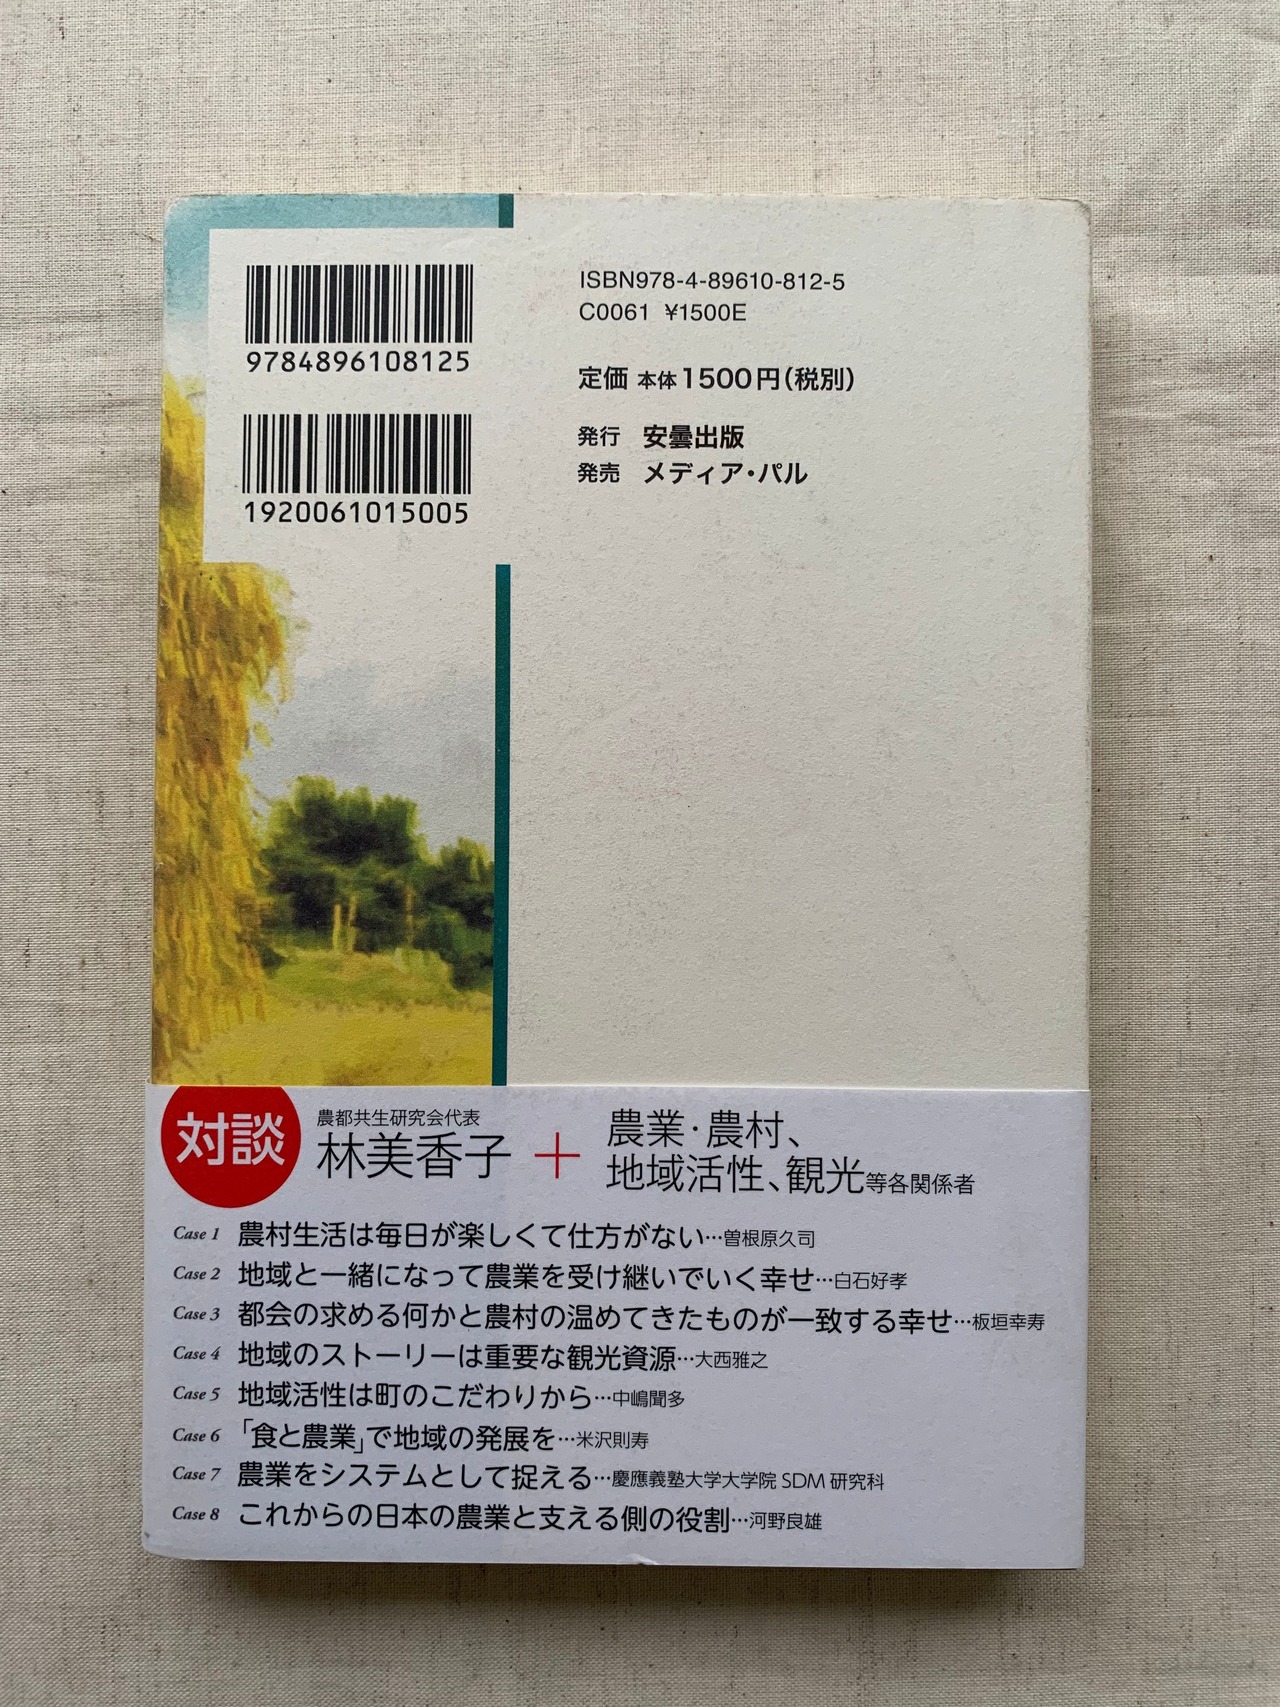 9784896108125
1920061015005
ISBN978-4-89610-812-5
C0061 ¥1500E
定価 本体1500円(税別)
発行 安曇出版
発売 メディア・パル
対談
農都共生研究会代表
林美香子
＋
農業・農村、
地域活性、観光等各関係者
Case 1 農村生活は毎日が楽しくて仕方がない…曽根原久司
Case 2 地域と一緒になって農業を受け継いでいく幸せ…白石好孝
Case 3 都会の求める何かと農村の温めてきたものが一致する幸せ…板垣幸寿
Case 4 地域のストーリーは重要な観光資源…大西雅之
Case 5 地域活性は町のこだわりから…中嶋聞多
Case 6 「食と農業」で地域の発展を…米沢則寿
Case 7 農業をシステムとして捉える…慶應義塾大学大学院 SDM 研究科
Case 8 これからの日本の農業と支える側の役割…河野良雄